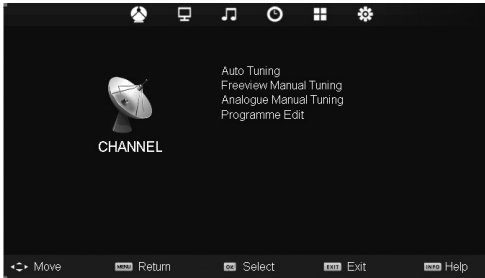 Auto Tuning
Freeview Manual Tuning
Analogue Manual Tuning
Programme Edit
CHANNEL
Move MENU Return OK Select EXIT Exit INFO Help